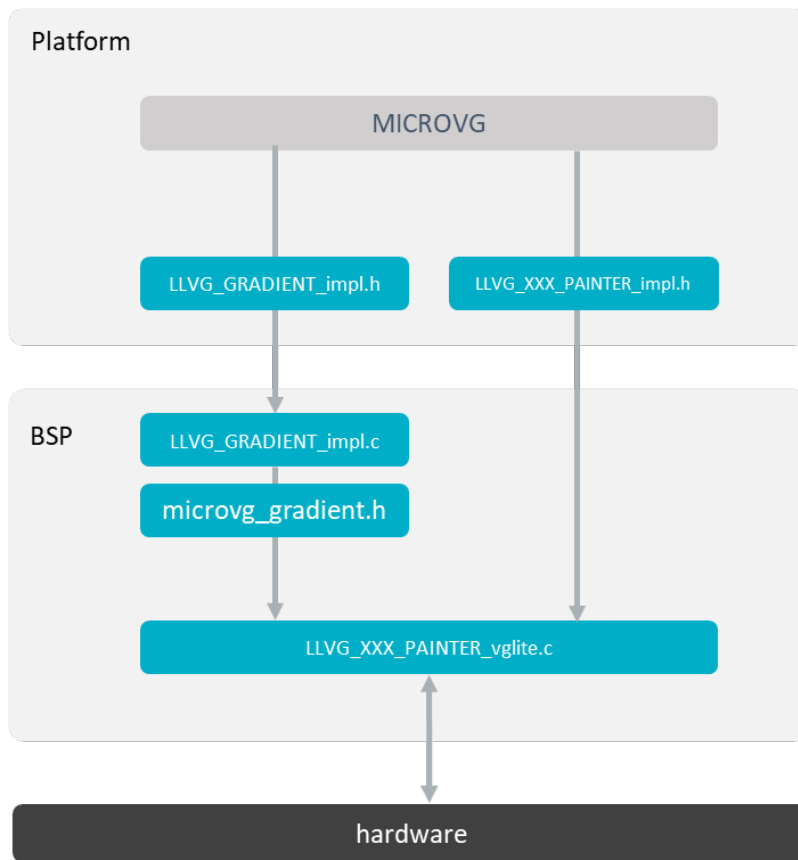 Platform
MICROVG
LLVG_GRADIENT_impl.h
LLVG_XXX_PAINTER_impl.h
BSP
LLVG_GRADIENT_impl.c
microvg_gradient.h
LLVG_XXX_PAINTER_vglite.c
hardware